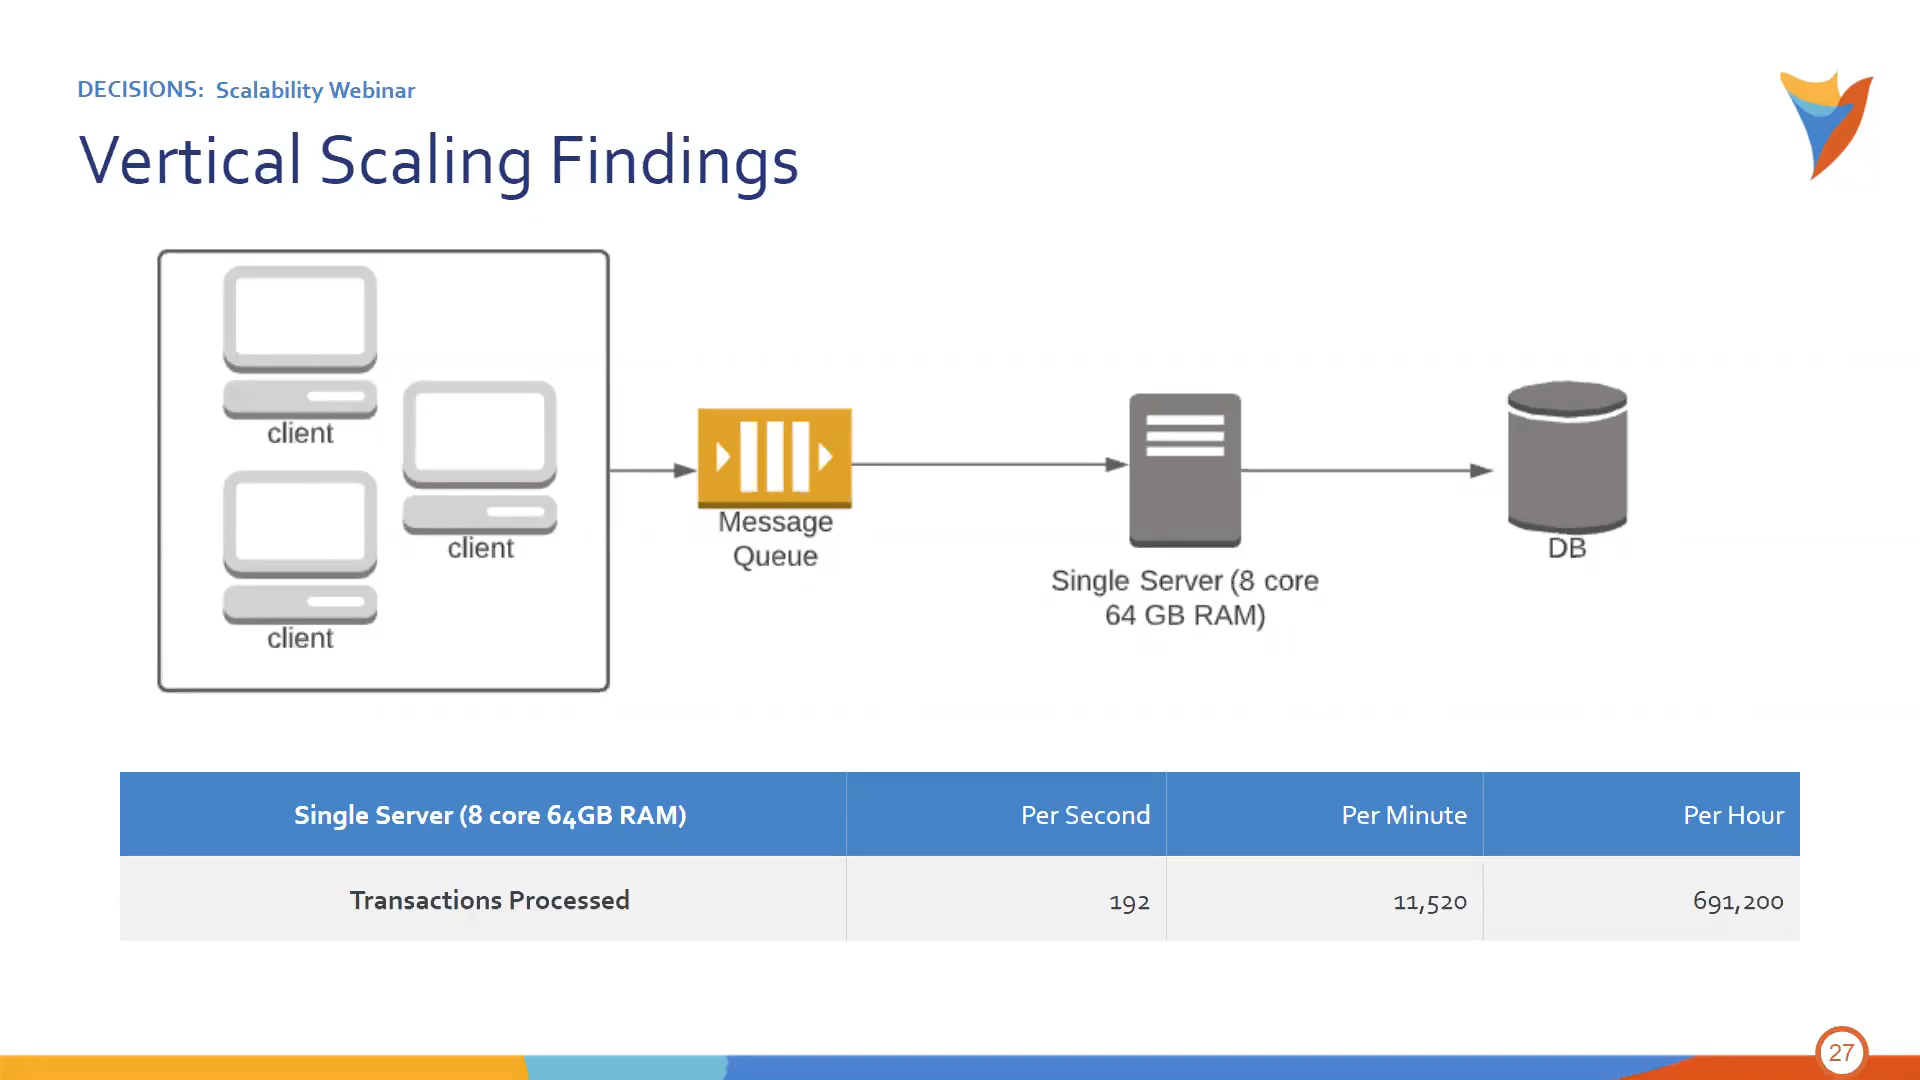 DECISIONS: Scalability Webinar
Vertical Scaling Findings
client
client
client
Message
Queue
Single Server (8 core
64 GB RAM)
DB
Single Server (8 core 64GB RAM) Per Second Per Minute Per Hour
Transactions Processed 192 11,520 691,200
27